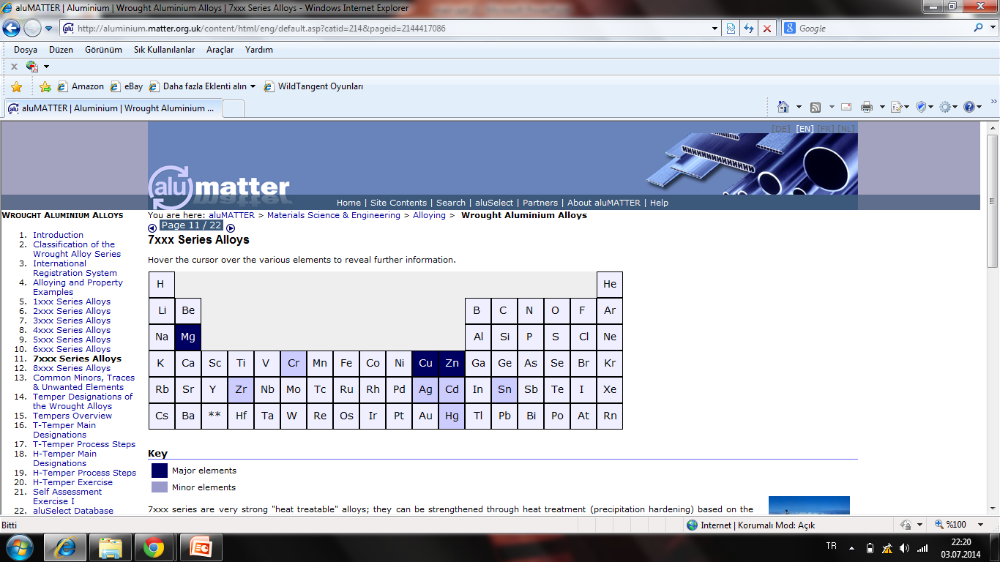 aluMATTER | Aluminium | Wrought Aluminium Alloys | 7xxx Series Alloys - Windows Internet Explorer
http://aluminium.matter.org.uk/content/html/eng/default.asp?catid=214&pageid=2144417086
Google
Dosya Düzen Görünüm Sık Kullanılanlar Araçlar Yardım
Amazon eBay Daha fazla Eklenti alın WildTangent Oyunları
aluMATTER | Aluminium | Wrought Aluminium ...
[DE] [EN] [FR] [NL]
alu matter
Home | Site Contents | Search | aluSelect | Partners | About aluMATTER | Help
WROUGHT ALUMINIUM ALLOYS
1. Introduction
2. Classification of the
Wrought Alloy Series
3. International
Registration System
4. Alloying and Property
Examples
5. 1xxx Series Alloys
6. 2xxx Series Alloys
7. 3xxx Series Alloys
8. 4xxx Series Alloys
9. 5xxx Series Alloys
10. 6xxx Series Alloys
11. 7xxx Series Alloys
12. 8xxx Series Alloys
13. Common Minors, Traces
& Unwanted Elements
14. Temper Designations of
the Wrought Alloys
15. Tempers Overview
16. T-Temper Main
Designations
17. T-Temper Process Steps
18. H-Temper Main
Designations
19. H-Temper Process Steps
20. H-Temper Exercise
21. Self Assessment
Exercise I
22. aluSelect Database
You are here: aluMATTER > Materials Science & Engineering > Alloying > Wrought Aluminium Alloys
Page 11 / 22
7xxx Series Alloys
Hover the cursor over the various elements to reveal further information.
H He
Li Be B C N O F Ar
Na Mg Al Si P S Cl Ne
K Ca Sc Ti V Cr Mn Fe Co Ni Cu Zn Ga Ge As Se Br Kr
Rb Sr Y Zr Nb Mo Tc Ru Rh Pd Ag Cd In Sn Sb Te I Xe
Cs Ba ** Hf Ta W Re Os Ir Pt Au Hg Tl Pb Bi Po At Rn
Key
Major elements
Minor elements
7xxx series are very strong "heat treatable" alloys; they can be strengthened through heat treatment (precipitation hardening) based on the
Bitti
Internet | Korumalı Mod: Açık
%100
TR
22:20
03.07.2014